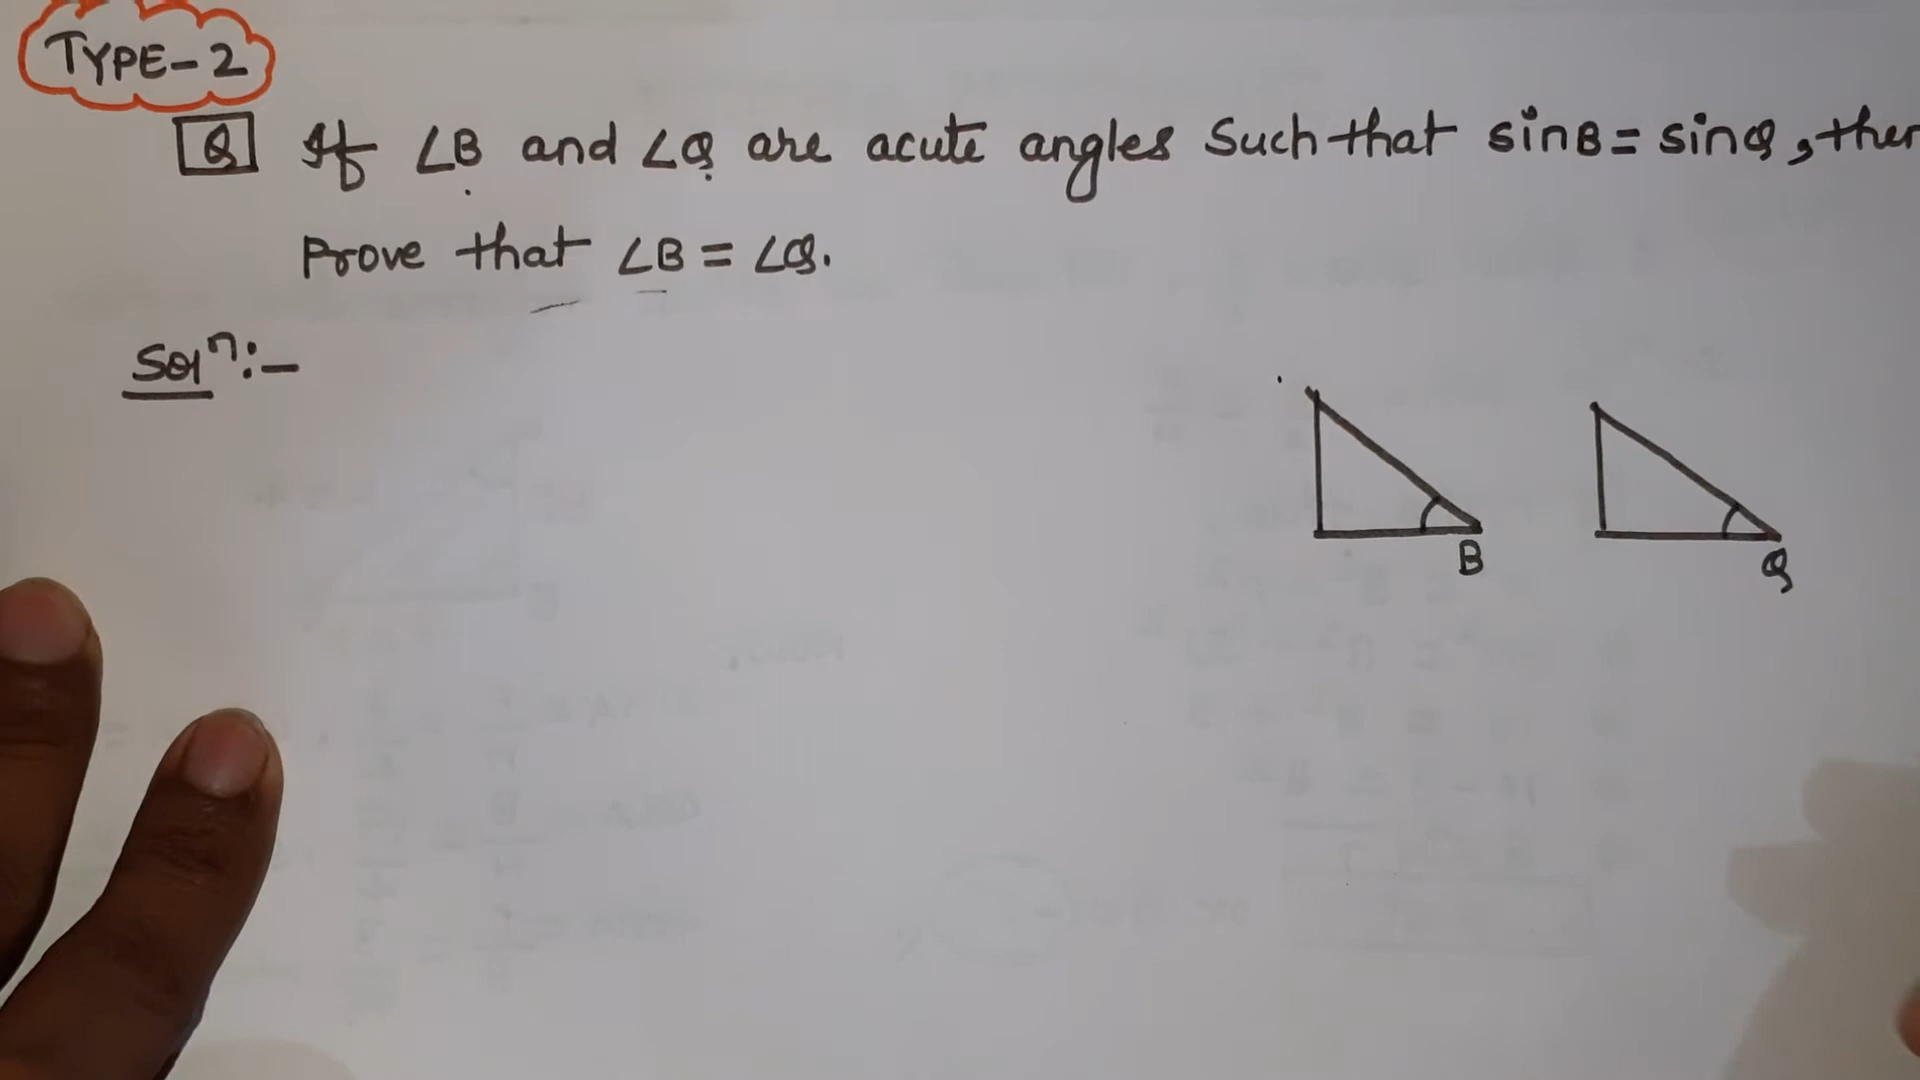 TYPE-2
Q If ∠B and ∠Q are acute angles Such that sinB = sinQ, then
Prove that ∠B = ∠Q.
Solⁿ:-
B
Q